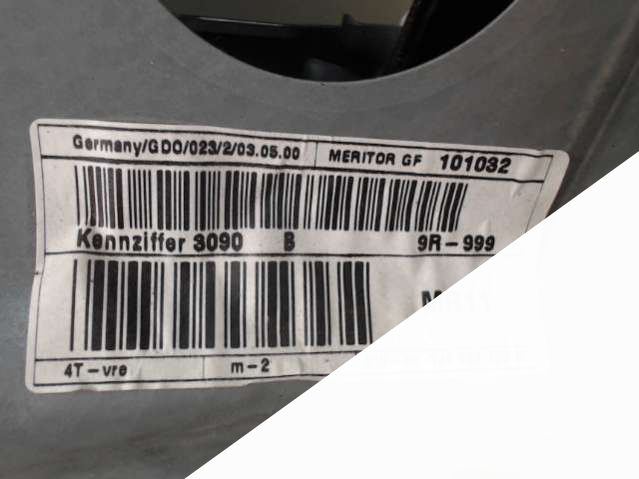 Germany/GDO/023/2/03.05.00 MERITOR GF 101032
Kennziffer 3090 B 9R-999
4T-vre m-2